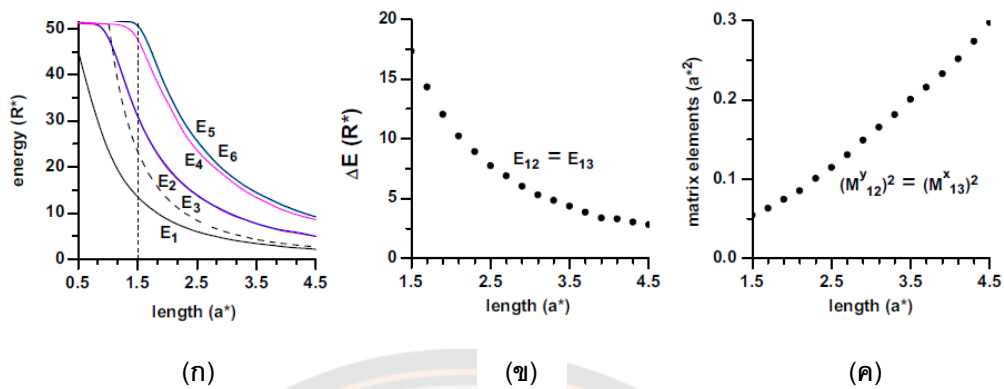 50
40
30
20
10
0
energy (R*)
E₅
E₆
E₄
E₂
E₃
E₁
0.5 1.5 2.5 3.5 4.5
length (a*)
(ก)
20
15
10
5
0
ΔE (R*)
E₁₂ = E₁₃
1.5 2.5 3.5 4.5
length (a*)
(ข)
0.3
0.2
0.1
0.0
matrix elements (a*²)
(Mʸ₁₂)² = (Mˣ₁₃)²
1.5 2.5 3.5 4.5
length (a*)
(ค)